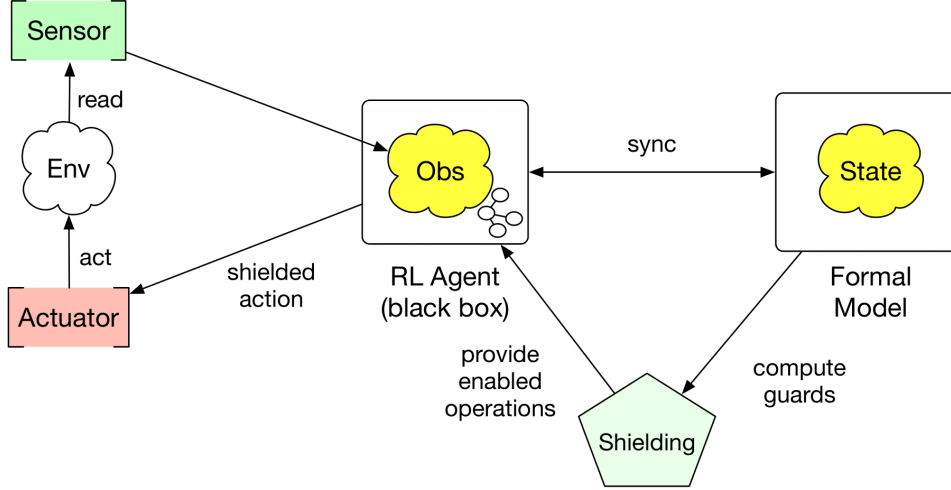 Sensor
read
Env
act
Actuator
shielded
action
Obs
RL Agent
(black box)
sync
State
Formal
Model
provide
enabled
operations
compute
guards
Shielding